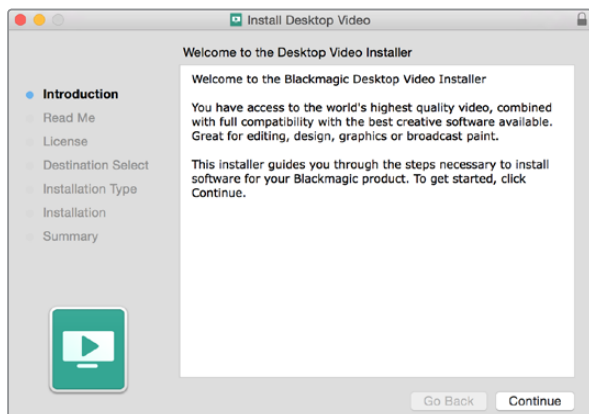 Install Desktop Video
Welcome to the Desktop Video Installer
Introduction
Read Me
License
Destination Select
Installation Type
Installation
Summary
Welcome to the Blackmagic Desktop Video Installer
You have access to the world's highest quality video, combined
with full compatibility with the best creative software available.
Great for editing, design, graphics or broadcast paint.
This installer guides you through the steps necessary to install
software for your Blackmagic product. To get started, click
Continue.
Go Back
Continue